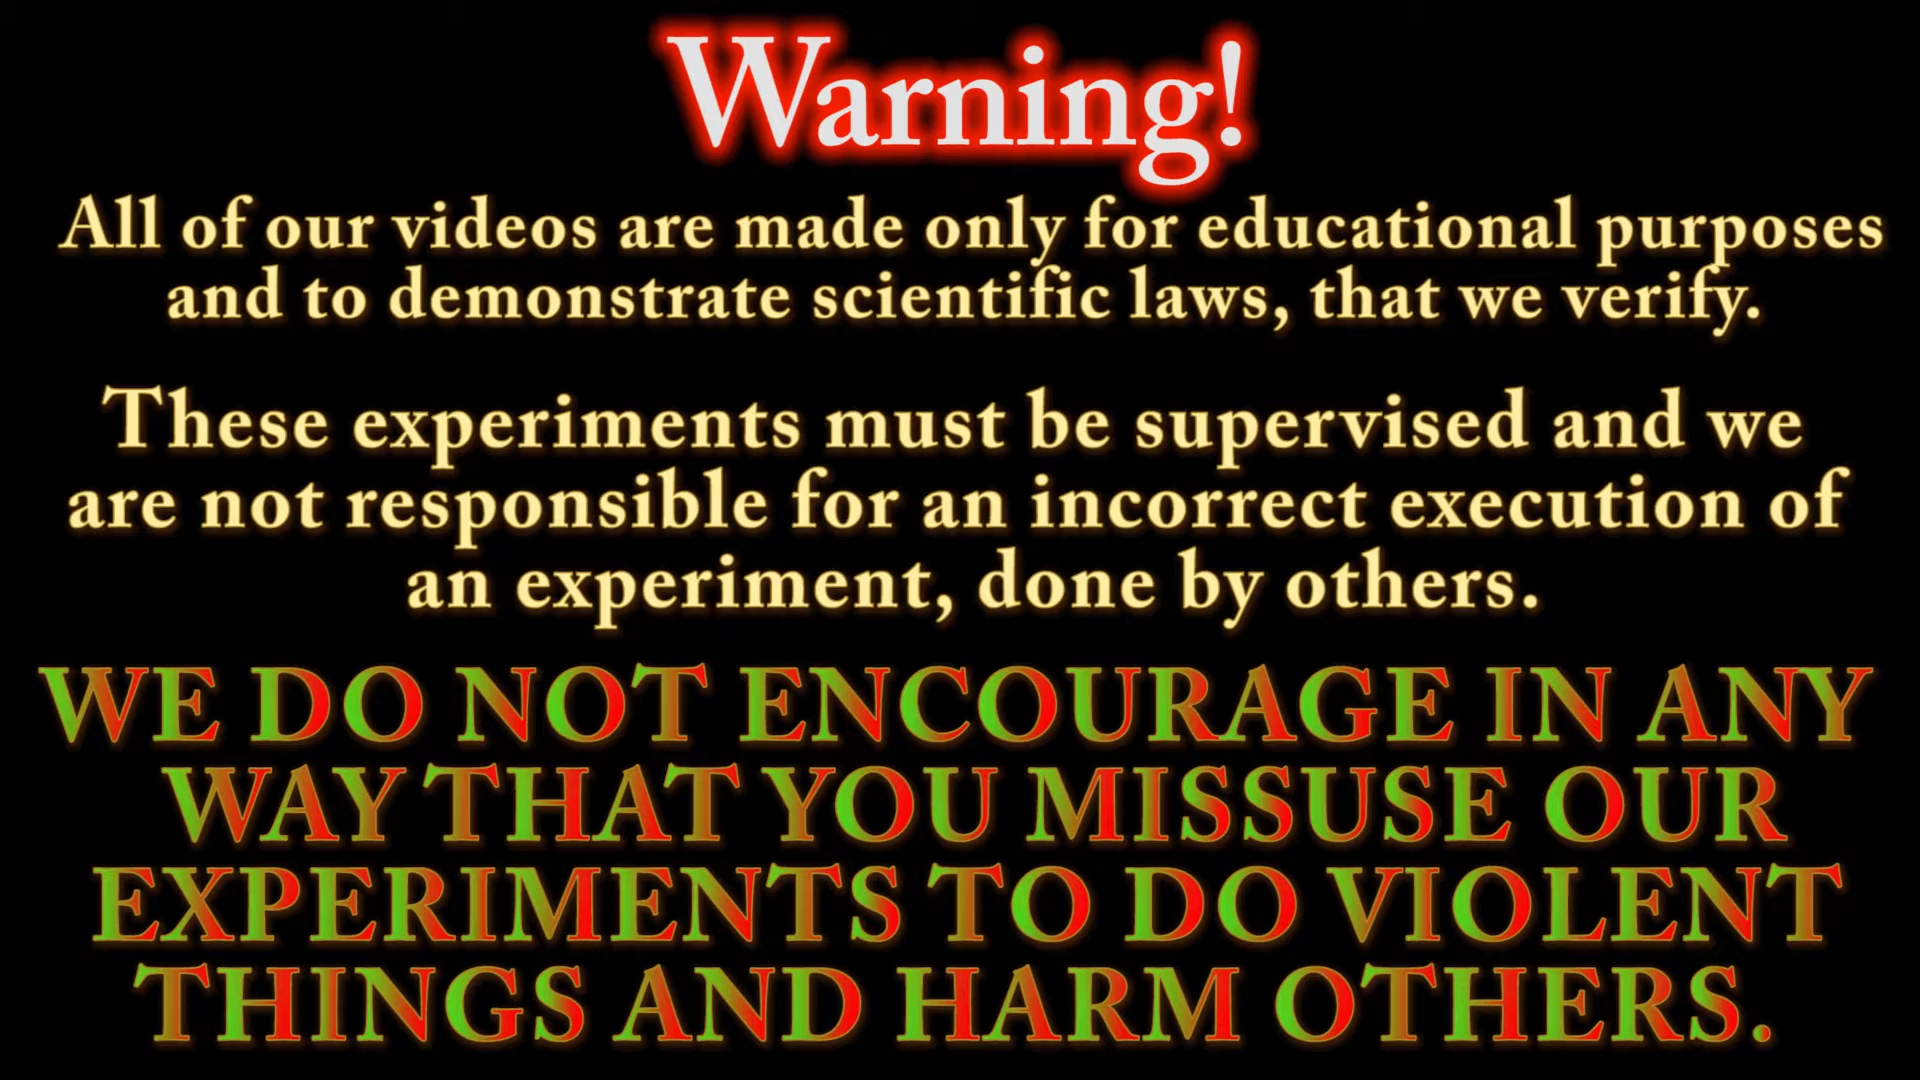 Warning!
All of our videos are made only for educational purposes
and to demonstrate scientific laws, that we verify.
These experiments must be supervised and we
are not responsible for an incorrect execution of
an experiment, done by others.
WE DO NOT ENCOURAGE IN ANY
WAY THAT YOU MISSUSE OUR
EXPERIMENTS TO DO VIOLENT
THINGS AND HARM OTHERS.